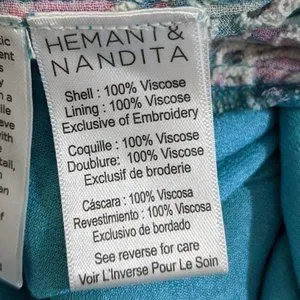 HEMANT &
NANDITA
Shell : 100% Viscose
Lining : 100% Viscose
Exclusive of Embroidery
Coquille : 100% Viscose
Doublure: 100% Viscose
Exclusif de broderie
Cáscara : 100% Viscosa
Revestimiento : 100% Viscosa
Exclusivo de bordado
See reverse for care
Voir L'Inverse Pour Le Soin